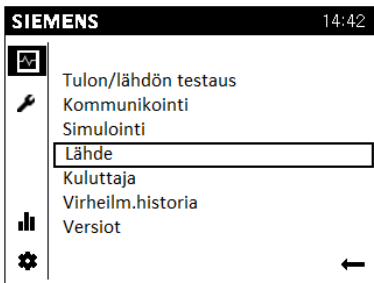 SIEMENS 14:42
Tulon/lähdön testaus
Kommunikointi
Simulointi
Lähde
Kuluttaja
Virheilm.historia
Versiot